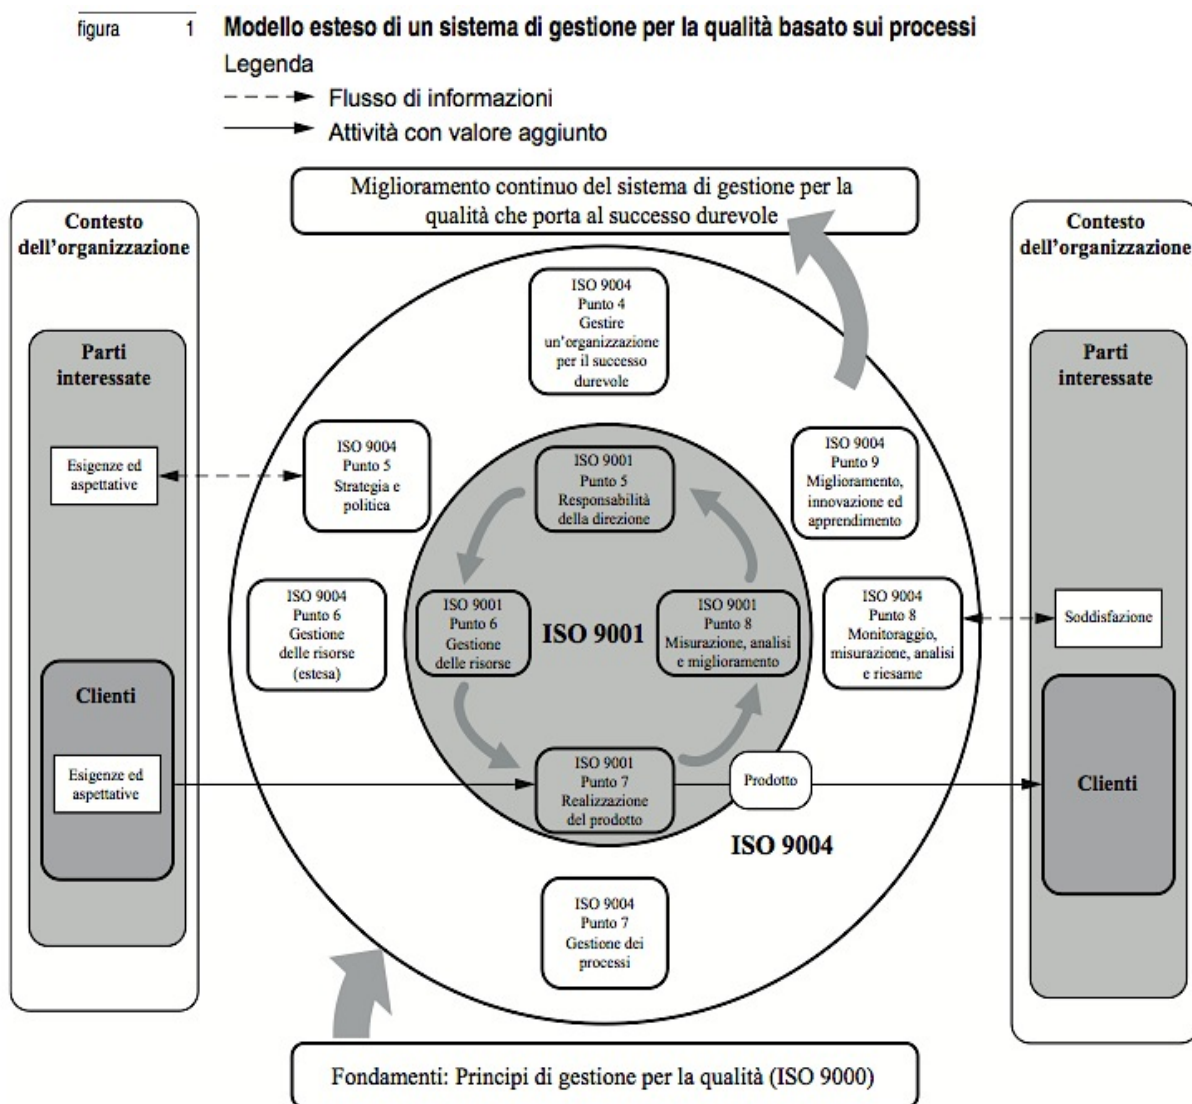 figura 1 Modello esteso di un sistema di gestione per la qualità basato sui processi
Legenda
Flusso di informazioni
Attività con valore aggiunto
Miglioramento continuo del sistema di gestione per la
qualità che porta al successo durevole
Contesto
dell'organizzazione
Parti
interessate
Esigenze ed
aspettative
Clienti
Esigenze ed
aspettative
ISO 9004
Punto 4
Gestire
un'organizzazione
per il successo
durevole
ISO 9004
Punto 5
Strategia e
politica
ISO 9004
Punto 6
Gestione
delle risorse
(estesa)
ISO 9001
Punto 5
Responsabilità
della direzione
ISO 9001
Punto 6
Gestione
delle risorse
ISO 9001
ISO 9001
Punto 8
Misurazione, analisi
e miglioramento
ISO 9001
Punto 7
Realizzazione
del prodotto
Prodotto
ISO 9004
ISO 9004
Punto 9
Miglioramento,
innovazione ed
apprendimento
ISO 9004
Punto 8
Monitoraggio,
misurazione, analisi
e riesame
ISO 9004
Punto 7
Gestione dei
processi
Contesto
dell'organizzazione
Parti
interessate
Soddisfazione
Clienti
Fondamenti: Principi di gestione per la qualità (ISO 9000)